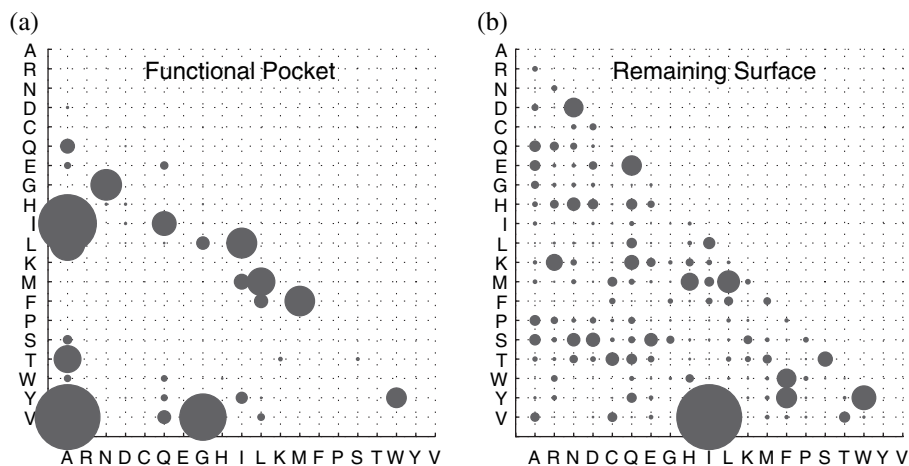 (a)
Functional Pocket
A
R
N
D
C
Q
E
G
H
I
L
K
M
F
P
S
T
W
Y
V
A R N D C Q E G H I L K M F P S T W Y V
(b)
Remaining Surface
A
R
N
D
C
Q
E
G
H
I
L
K
M
F
P
S
T
W
Y
V
A R N D C Q E G H I L K M F P S T W Y V